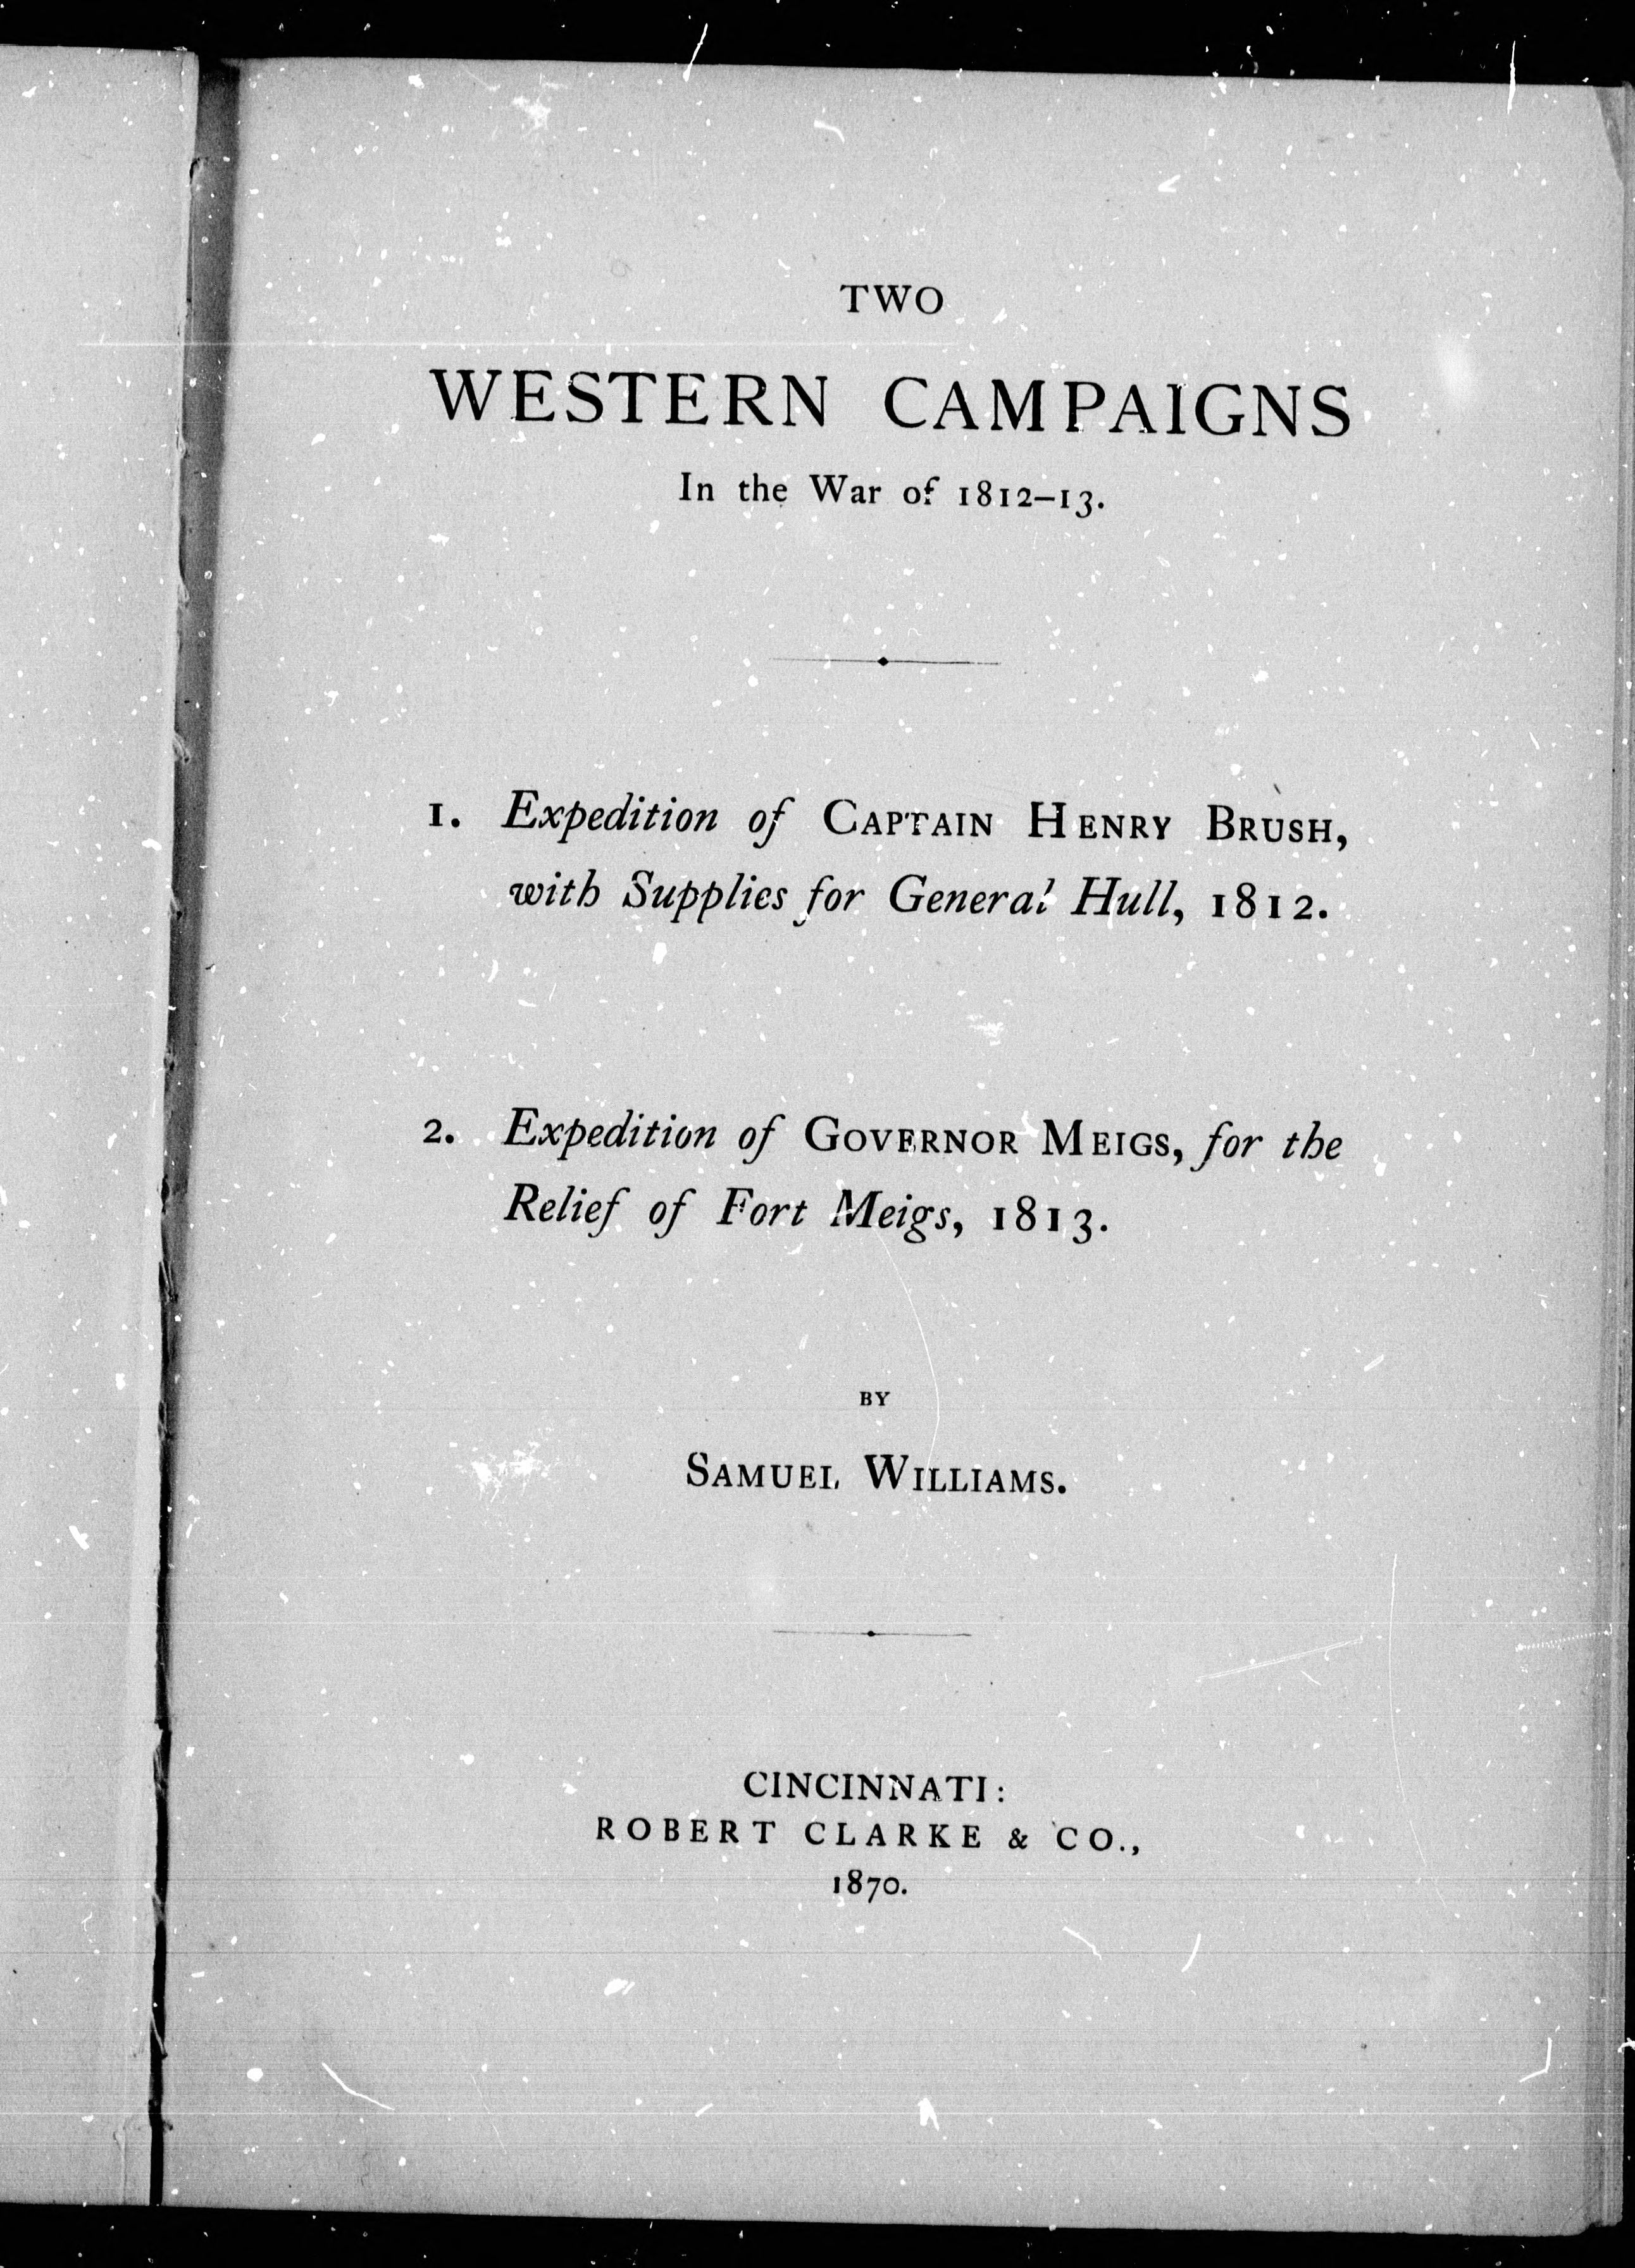 TWO
WESTERN CAMPAIGNS
In the War of 1812–13.
1. Expedition of CAPTAIN HENRY BRUSH,
with Supplies for General Hull, 1812.
2. Expedition of GOVERNOR MEIGS, for the
Relief of Fort Meigs, 1813.
BY
SAMUEL WILLIAMS.
CINCINNATI:
ROBERT CLARKE & CO.,
1870.